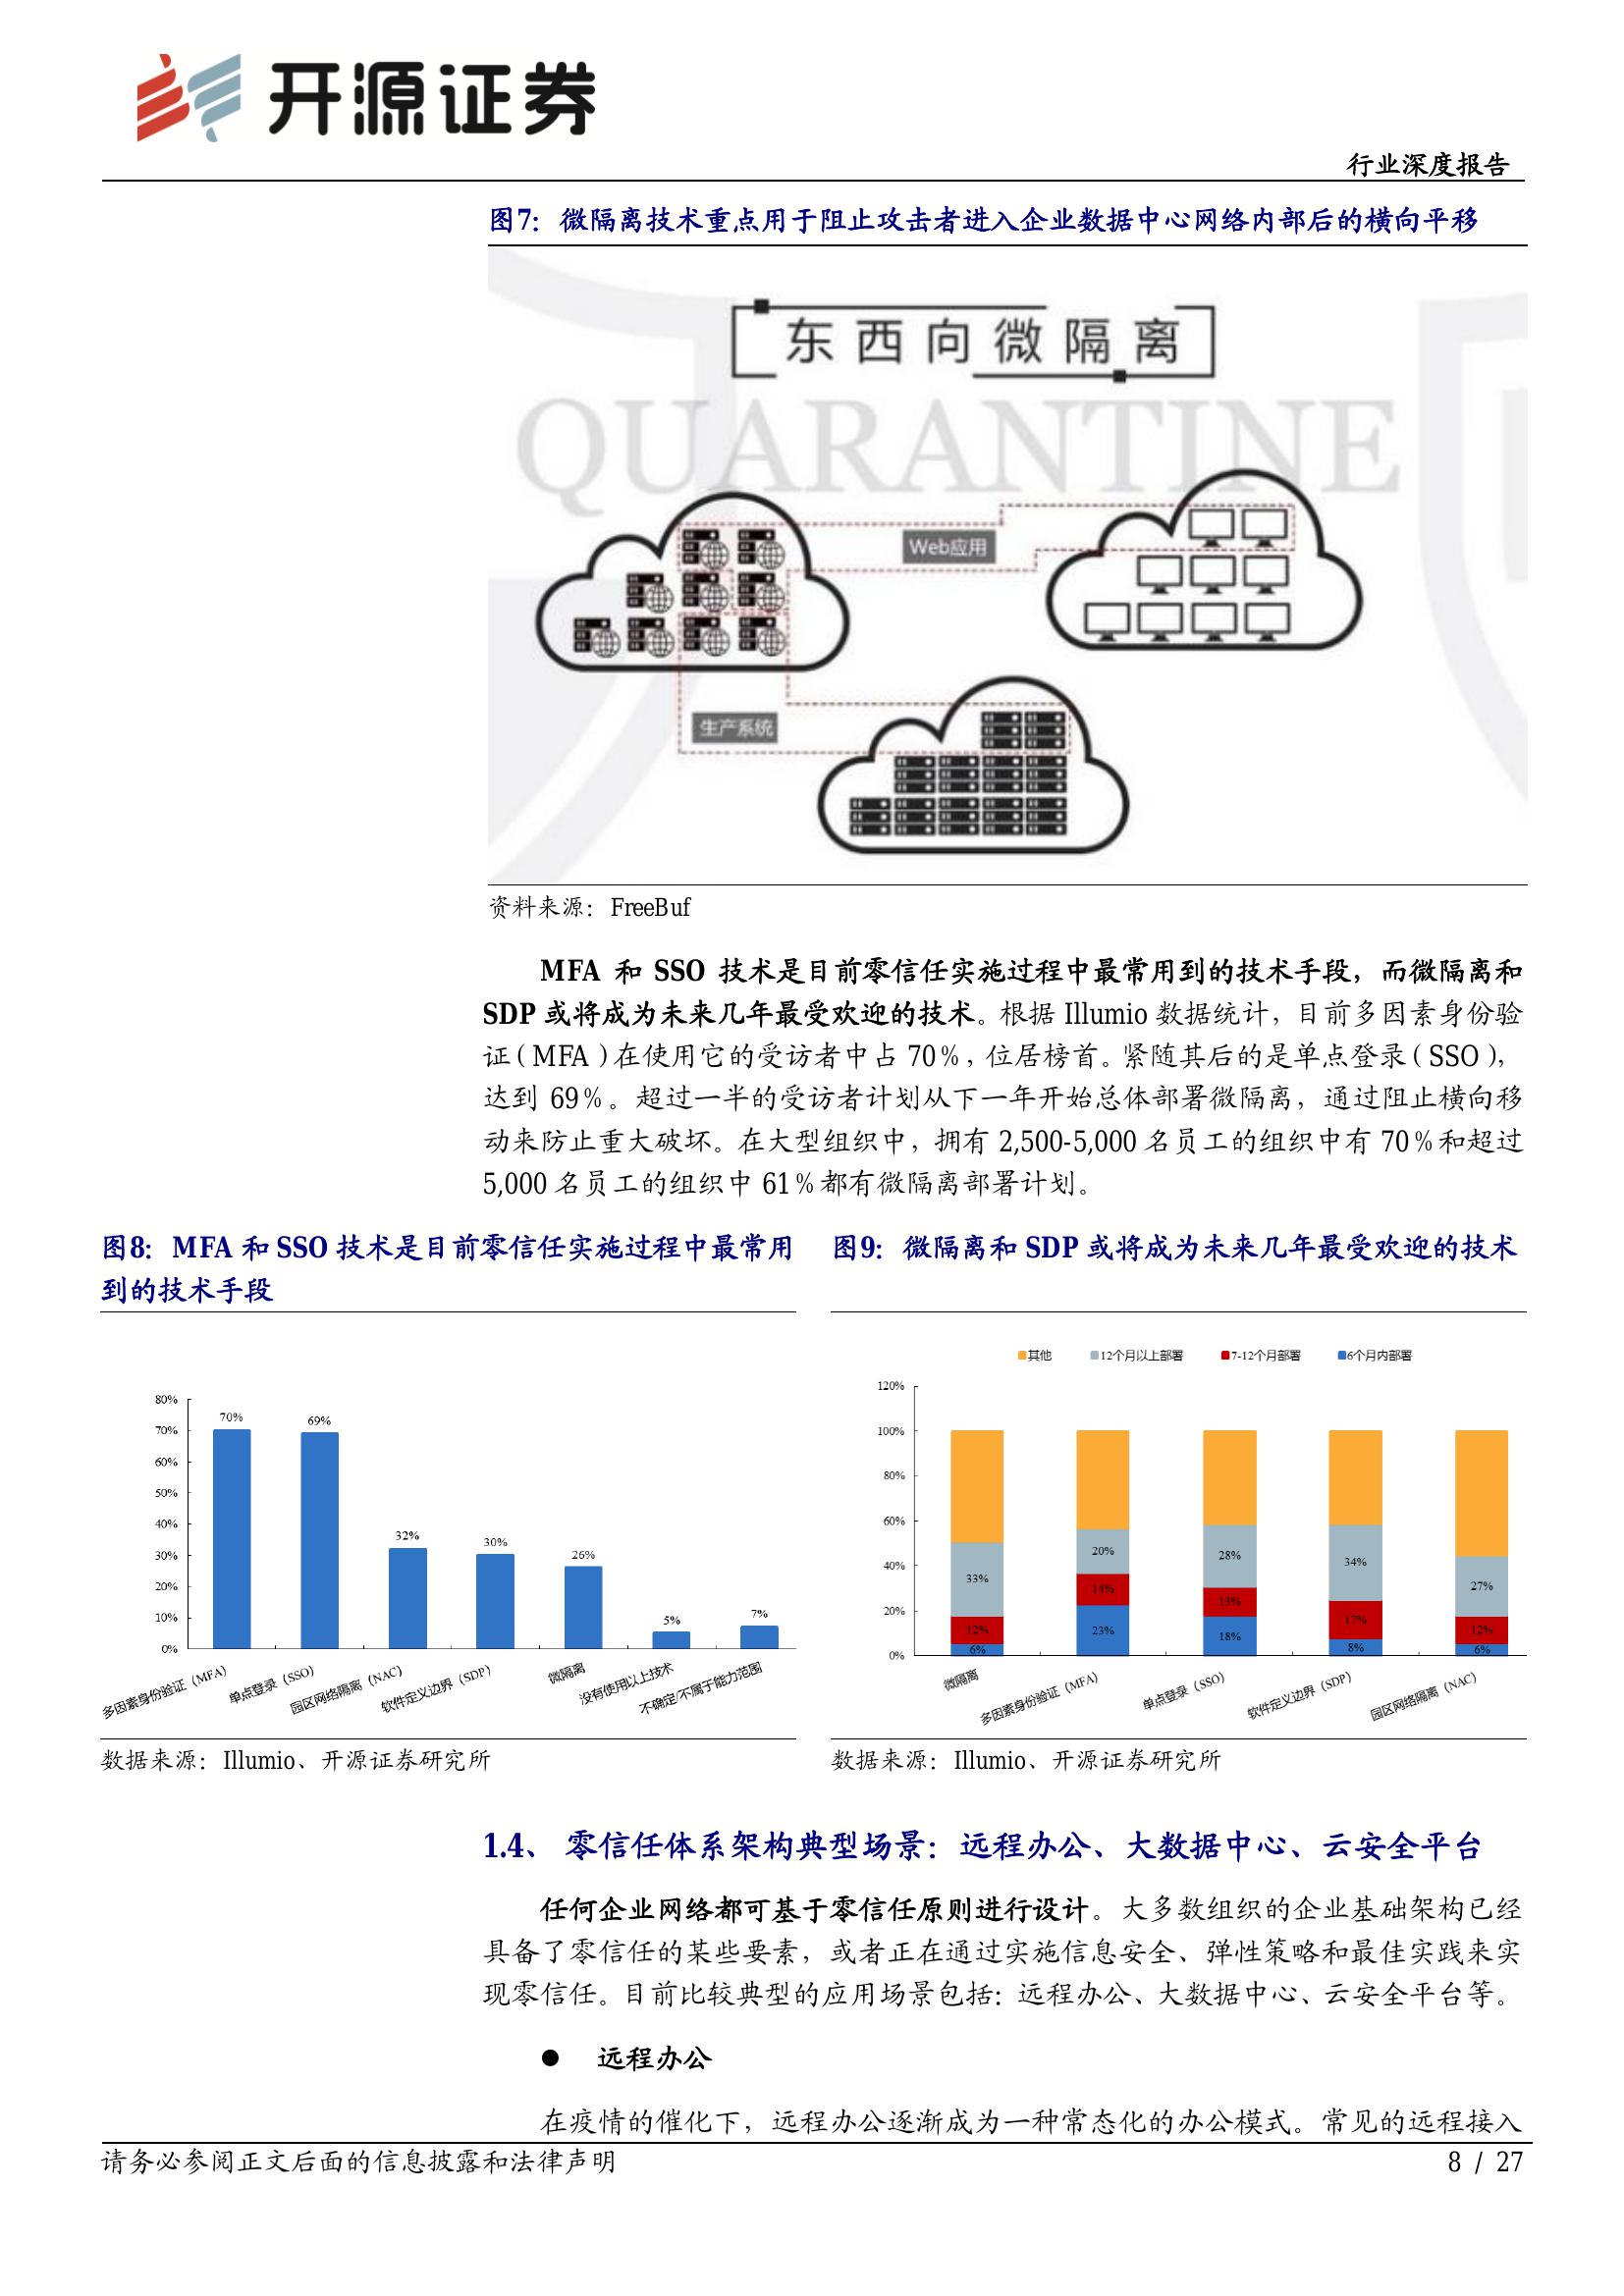 开源证券
行业深度报告
图7：微隔离技术重点用于阻止攻击者进入企业数据中心网络内部后的横向平移
东西向微隔离
QUARANTINE
Web应用
生产系统
资料来源：FreeBuf
MFA 和 SSO 技术是目前零信任实施过程中最常用到的技术手段，而微隔离和
SDP 或将成为未来几年最受欢迎的技术。根据 Illumio 数据统计，目前多因素身份验
证（MFA）在使用它的受访者中占 70%，位居榜首。紧随其后的是单点登录（SSO），
达到 69%。超过一半的受访者计划从下一年开始总体部署微隔离，通过阻止横向移
动来防止重大破坏。在大型组织中，拥有 2,500-5,000 名员工的组织中有 70%和超过
5,000 名员工的组织中 61%都有微隔离部署计划。
图8：MFA 和 SSO 技术是目前零信任实施过程中最常用
到的技术手段
80%
70%
60%
50%
40%
30%
20%
10%
0%
70%
69%
32%
30%
26%
5%
7%
多因素身份验证（MFA）
单点登录（SSO）
园区网络隔离（NAC）
软件定义边界（SDP）
微隔离
没有使用以上技术
不确定/不属于能力范围
数据来源：Illumio、开源证券研究所
图9：微隔离和 SDP 或将成为未来几年最受欢迎的技术
其他 12个月以上部署 7-12个月部署 6个月内部署
120%
100%
80%
60%
40%
20%
0%
33%
12%
6%
20%
14%
23%
28%
13%
18%
34%
17%
8%
27%
12%
6%
微隔离
多因素身份验证（MFA）
单点登录（SSO）
软件定义边界（SDP）
园区网络隔离（NAC）
数据来源：Illumio、开源证券研究所
1.4、 零信任体系架构典型场景：远程办公、大数据中心、云安全平台
任何企业网络都可基于零信任原则进行设计。大多数组织的企业基础架构已经
具备了零信任的某些要素，或者正在通过实施信息安全、弹性策略和最佳实践来实
现零信任。目前比较典型的应用场景包括：远程办公、大数据中心、云安全平台等。
● 远程办公
在疫情的催化下，远程办公逐渐成为一种常态化的办公模式。常见的远程接入
请务必参阅正文后面的信息披露和法律声明
8 / 27